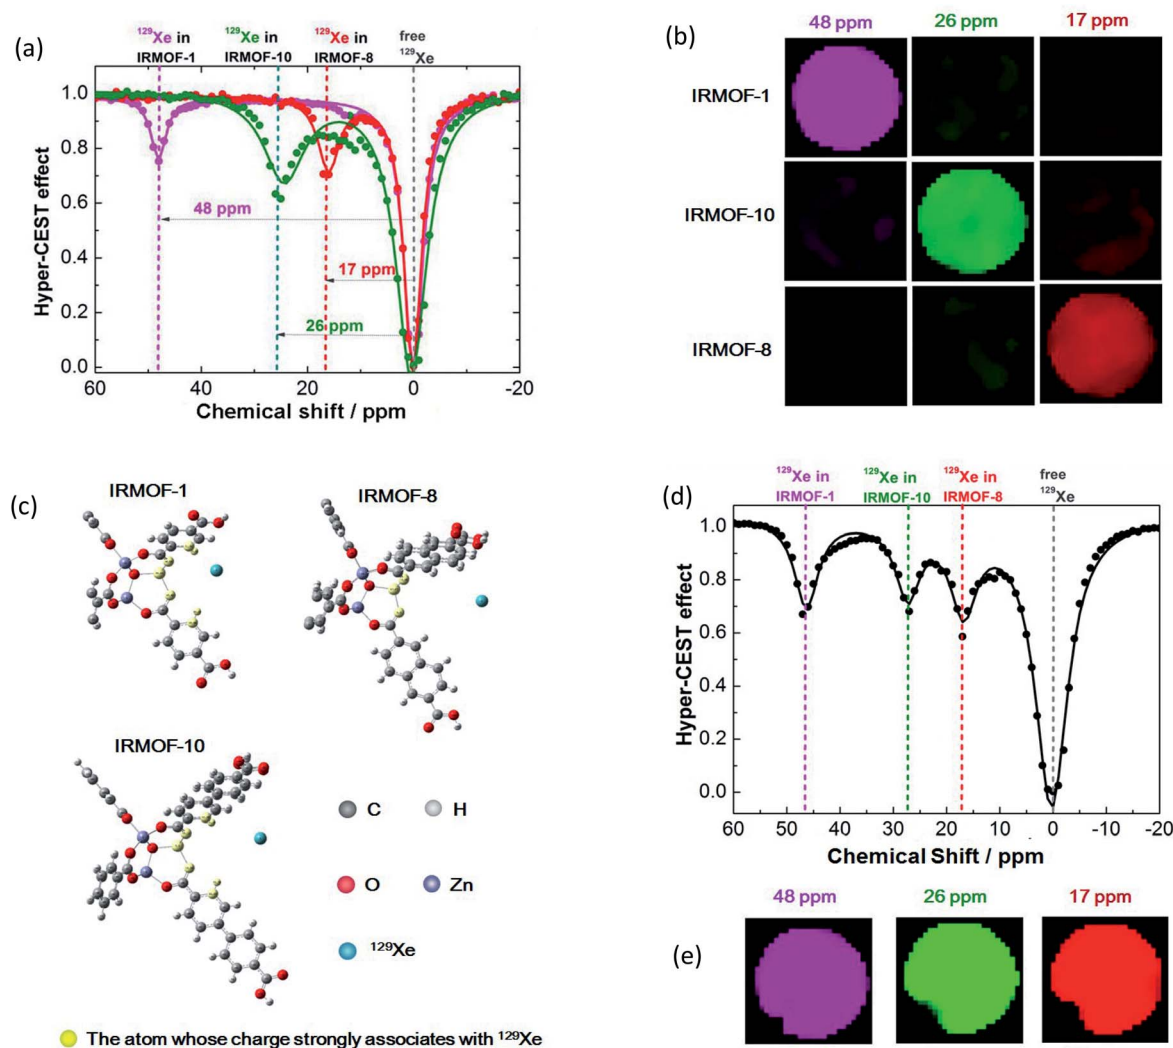 (a)
¹²⁹Xe in
IRMOF-1
¹²⁹Xe in
IRMOF-10
¹²⁹Xe in
IRMOF-8
free
¹²⁹Xe
Hyper-CEST effect
1.0
0.8
0.6
0.4
0.2
0.0
48 ppm
17 ppm
26 ppm
60
40
20
0
-20
Chemical shift / ppm
(b)
48 ppm
26 ppm
17 ppm
IRMOF-1
IRMOF-10
IRMOF-8
(c)
IRMOF-1
IRMOF-8
IRMOF-10
C
H
O
Zn
¹²⁹Xe
The atom whose charge strongly associates with ¹²⁹Xe
(d)
¹²⁹Xe in
IRMOF-1
¹²⁹Xe in
IRMOF-10
¹²⁹Xe in
IRMOF-8
free
¹²⁹Xe
Hyper-CEST effect
1.0
0.8
0.6
0.4
0.2
0.0
60
50
40
30
20
10
0
-10
-20
Chemical Shift / ppm
48 ppm
26 ppm
17 ppm
(e)